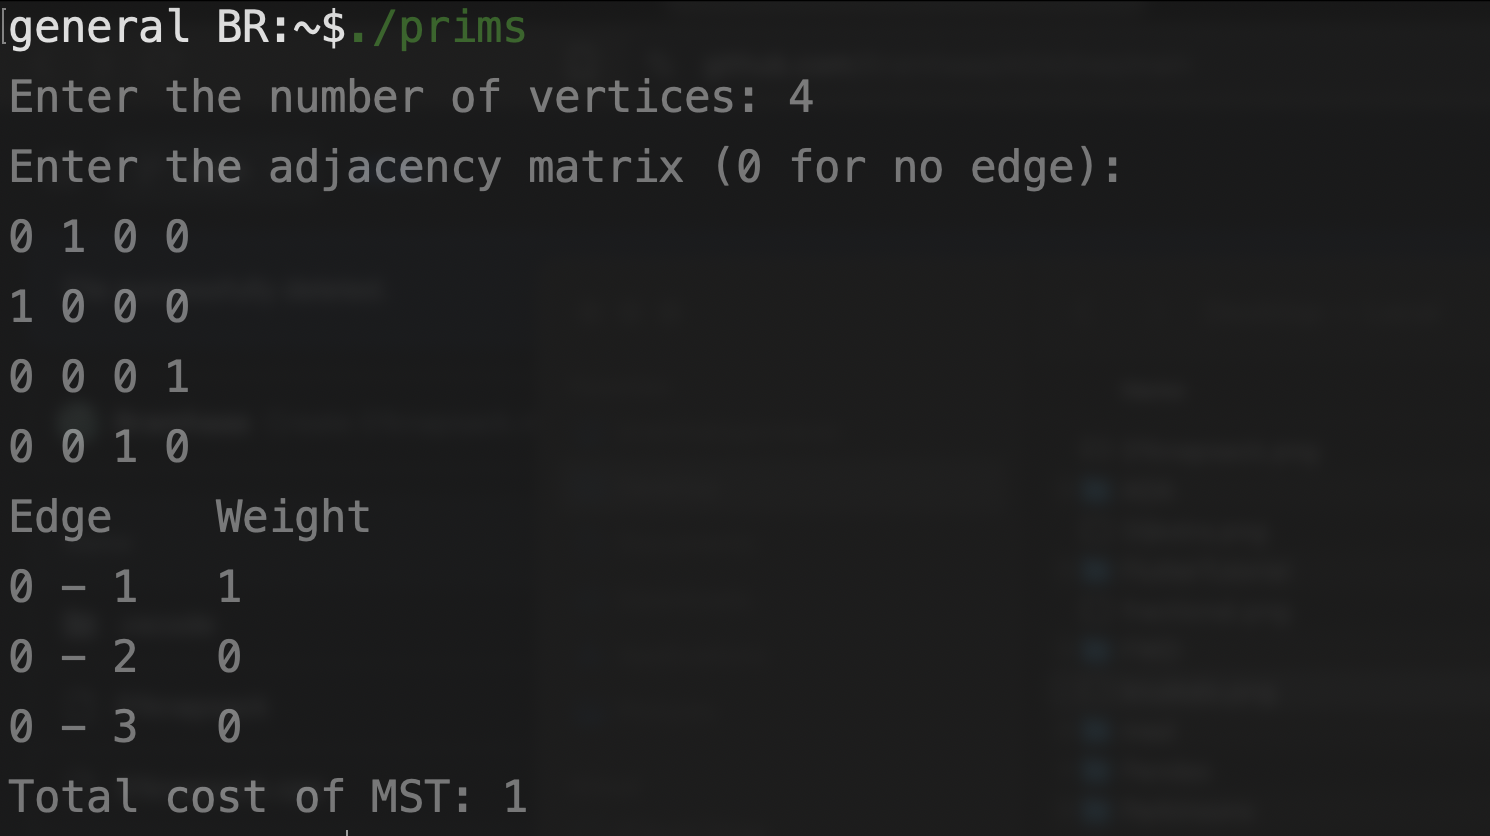 general BR:~$./prims
Enter the number of vertices: 4
Enter the adjacency matrix (0 for no edge):
0 1 0 0
1 0 0 0
0 0 0 1
0 0 1 0
Edge    Weight
0 - 1   1
0 - 2   0
0 - 3   0
Total cost of MST: 1